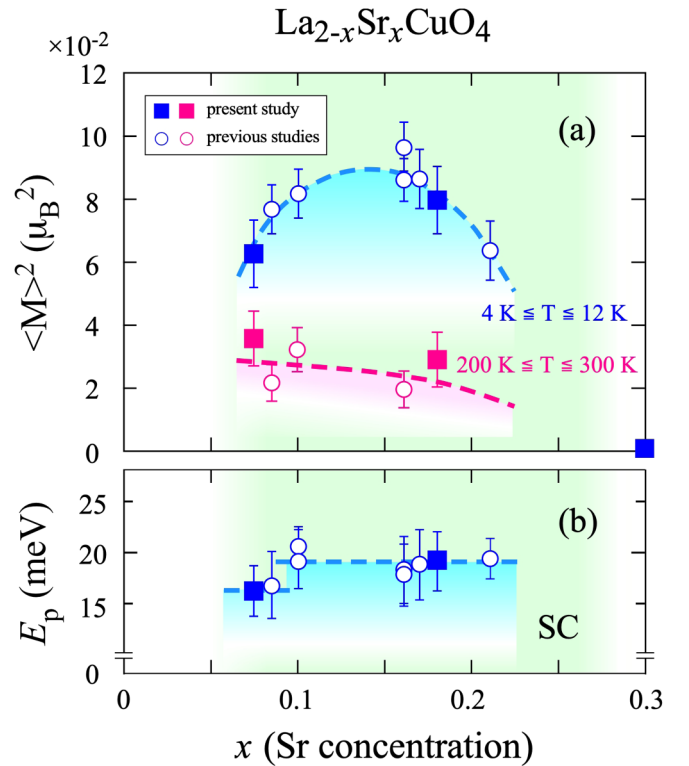 La2-xSrxCuO4
×10-2
12
10
8
6
4
2
0
<M>2 (μB2)
present study
previous studies
(a)
4 K ≦ T ≦ 12 K
200 K ≦ T ≦ 300 K
25
20
15
0
Ep (meV)
(b)
SC
0
0.1
0.2
0.3
x (Sr concentration)